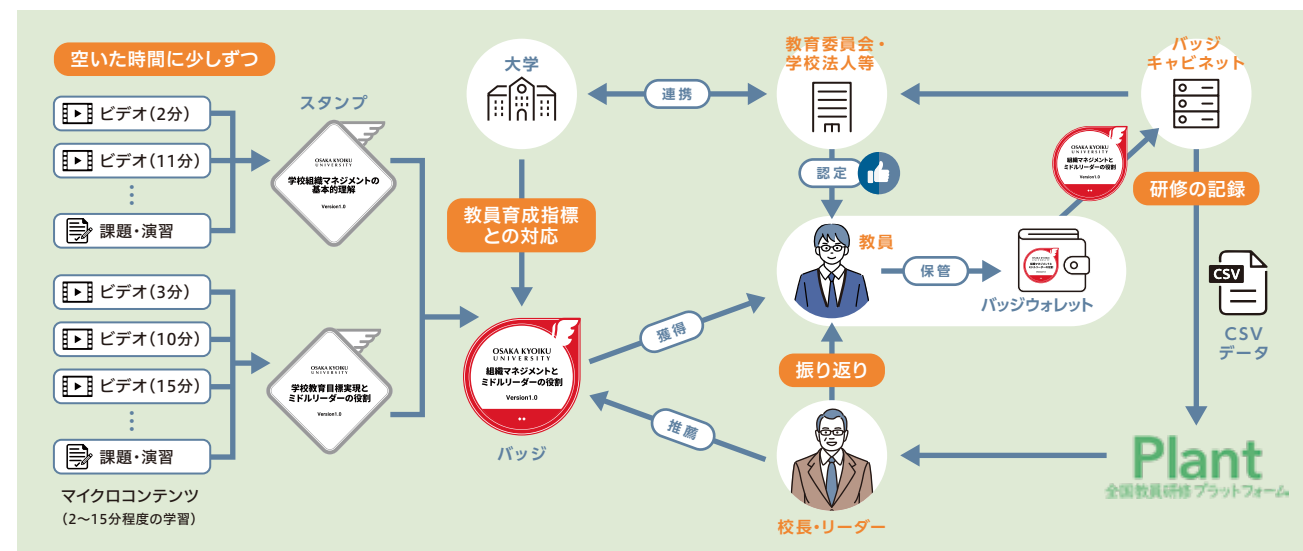 空いた時間に少しずつ
ビデオ(2分)
ビデオ(11分)
課題・演習
ビデオ(3分)
ビデオ(10分)
ビデオ(15分)
課題・演習
マイクロコンテンツ
(2〜15分程度の学習)
スタンプ
OSAKA KYOIKU
UNIVERSITY
学校組織マネジメントの
基本的理解
Version1.0
OSAKA KYOIKU
UNIVERSITY
学校教育目標実現と
ミドルリーダーの役割
Version1.0
大学
教員育成指標
との対応
OSAKA KYOIKU
UNIVERSITY
組織マネジメントと
ミドルリーダーの役割
Version1.0
バッジ
連携
獲得
推薦
教育委員会・
学校法人等
認定
教員
保管
バッジウォレット
振り返り
校長・リーダー
バッジ
キャビネット
OSAKA KYOIKU
UNIVERSITY
組織マネジメントと
ミドルリーダーの役割
Version1.0
研修の記録
CSV
CSV
データ
Plant
全国教員研修プラットフォーム